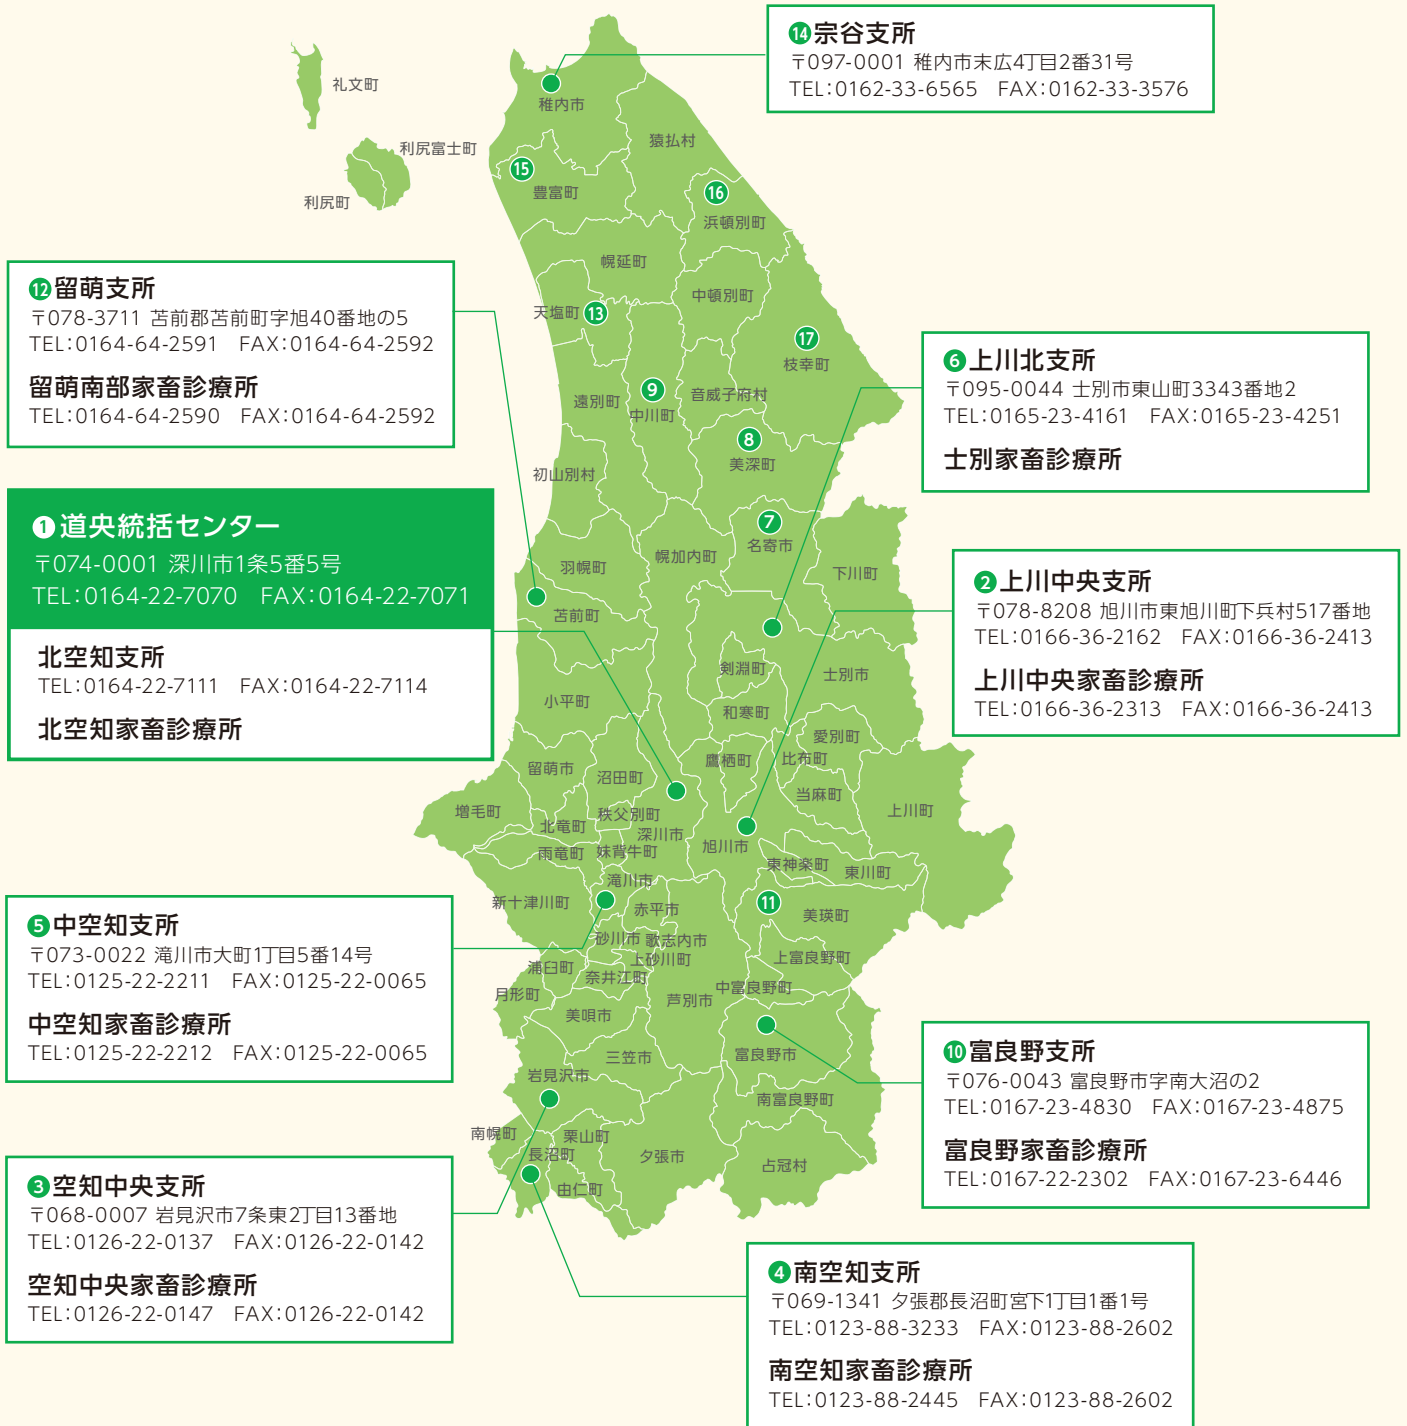 ⓮宗谷支所
〒097-0001 稚内市末広4丁目2番31号
TEL:0162-33-6565 FAX:0162-33-3576
礼文町
利尻富士町
利尻町
稚内市
猿払村
⓯
豊富町
⓰
浜頓別町
幌延町
中頓別町
天塩町
⓭
⓱
枝幸町
遠別町
❾
中川町
音威子府村
❽
美深町
初山別村
❼
名寄市
幌加内町
下川町
羽幌町
苫前町
剣淵町
士別市
小平町
和寒町
愛別町
鷹栖町
比布町
留萌市
沼田町
当麻町
上川町
増毛町
秩父別町
北竜町
深川市
旭川市
雨竜町
妹背牛町
東神楽町
東川町
滝川市
新十津川町
赤平市
⓫
美瑛町
砂川市
歌志内市
上砂川町
上富良野町
浦臼町
奈井江町
中富良野町
月形町
芦別市
美唄市
三笠市
富良野市
岩見沢市
南富良野町
南幌町
栗山町
長沼町
夕張市
占冠村
由仁町
⓬留萌支所
〒078-3711 苫前郡苫前町字旭40番地の5
TEL:0164-64-2591 FAX:0164-64-2592
留萌南部家畜診療所
TEL:0164-64-2590 FAX:0164-64-2592
❶道央統括センター
〒074-0001 深川市1条5番5号
TEL:0164-22-7070 FAX:0164-22-7071
北空知支所
TEL:0164-22-7111 FAX:0164-22-7114
北空知家畜診療所
❺中空知支所
〒073-0022 滝川市大町1丁目5番14号
TEL:0125-22-2211 FAX:0125-22-0065
中空知家畜診療所
TEL:0125-22-2212 FAX:0125-22-0065
❸空知中央支所
〒068-0007 岩見沢市7条東2丁目13番地
TEL:0126-22-0137 FAX:0126-22-0142
空知中央家畜診療所
TEL:0126-22-0147 FAX:0126-22-0142
❻上川北支所
〒095-0044 士別市東山町3343番地2
TEL:0165-23-4161 FAX:0165-23-4251
士別家畜診療所
❷上川中央支所
〒078-8208 旭川市東旭川町下兵村517番地
TEL:0166-36-2162 FAX:0166-36-2413
上川中央家畜診療所
TEL:0166-36-2313 FAX:0166-36-2413
❿富良野支所
〒076-0043 富良野市字南大沼の2
TEL:0167-23-4830 FAX:0167-23-4875
富良野家畜診療所
TEL:0167-22-2302 FAX:0167-23-6446
❹南空知支所
〒069-1341 夕張郡長沼町宮下1丁目1番1号
TEL:0123-88-3233 FAX:0123-88-2602
南空知家畜診療所
TEL:0123-88-2445 FAX:0123-88-2602